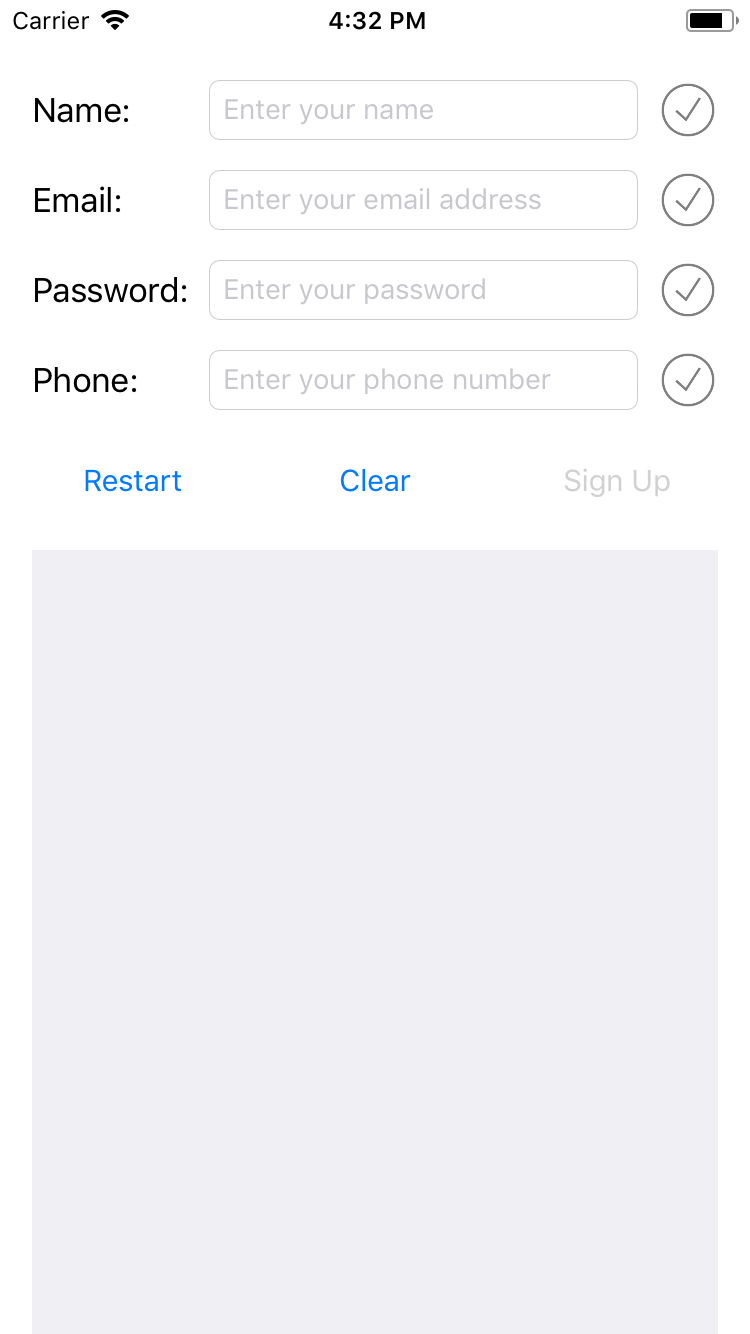 Carrier 4:32 PM
Name: Enter your name
Email: Enter your email address
Password: Enter your password
Phone: Enter your phone number
Restart Clear Sign Up